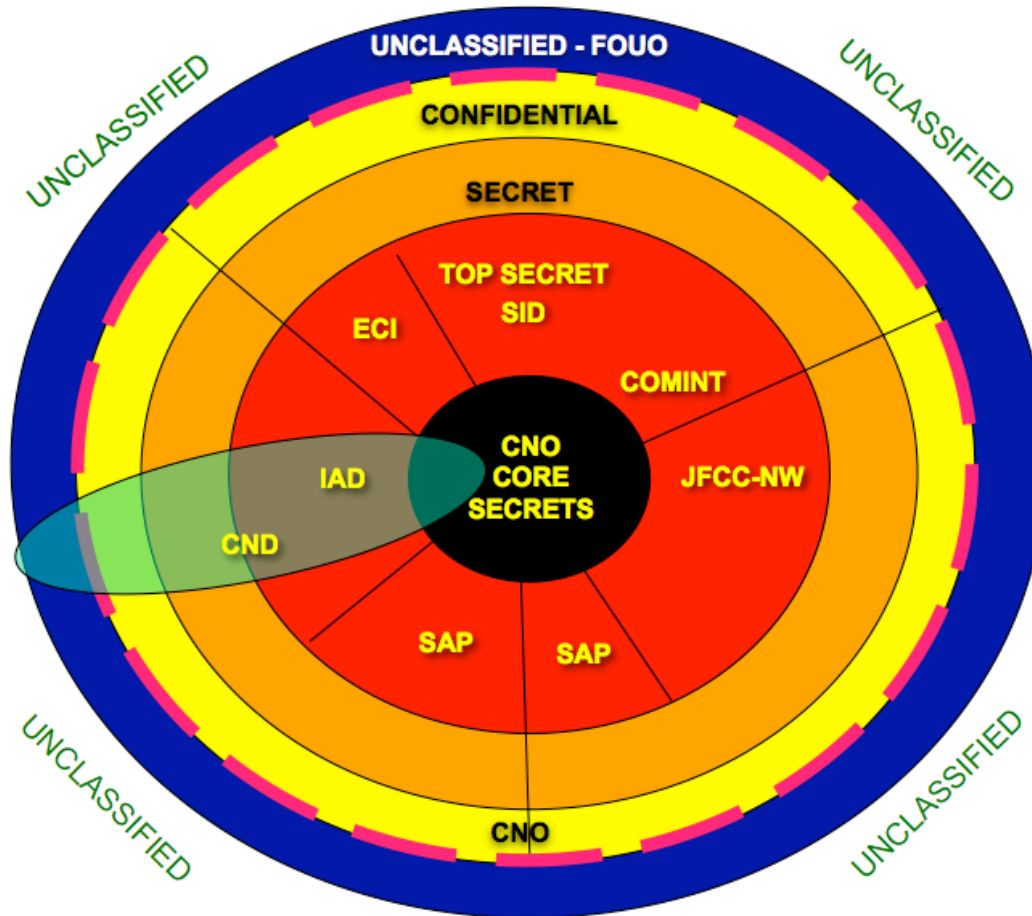 UNCLASSIFIED - FOUO
UNCLASSIFIED
UNCLASSIFIED
CONFIDENTIAL
SECRET
TOP SECRET
SID
ECI
COMINT
CNO
CORE
SECRETS
JFCC-NW
IAD
CND
SAP
SAP
UNCLASSIFIED
UNCLASSIFIED
CNO